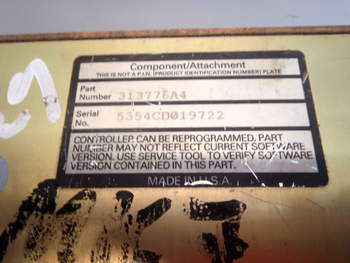 Component/Attachment
THIS IS NOT A P.I.N. (PRODUCT IDENTIFICATION NUMBER) PLATE
Part
Number 313776A4
Serial
No. 5354CD019722
CONTROLLER CAN BE REPROGRAMMED. PART
NUMBER MAY NOT REFLECT CURRENT SOFTWARE
VERSION. USE SERVICE TOOL TO VERIFY SOFTWARE
VERSION CONTAINED IN THIS PART.
MADE IN U.S.A.